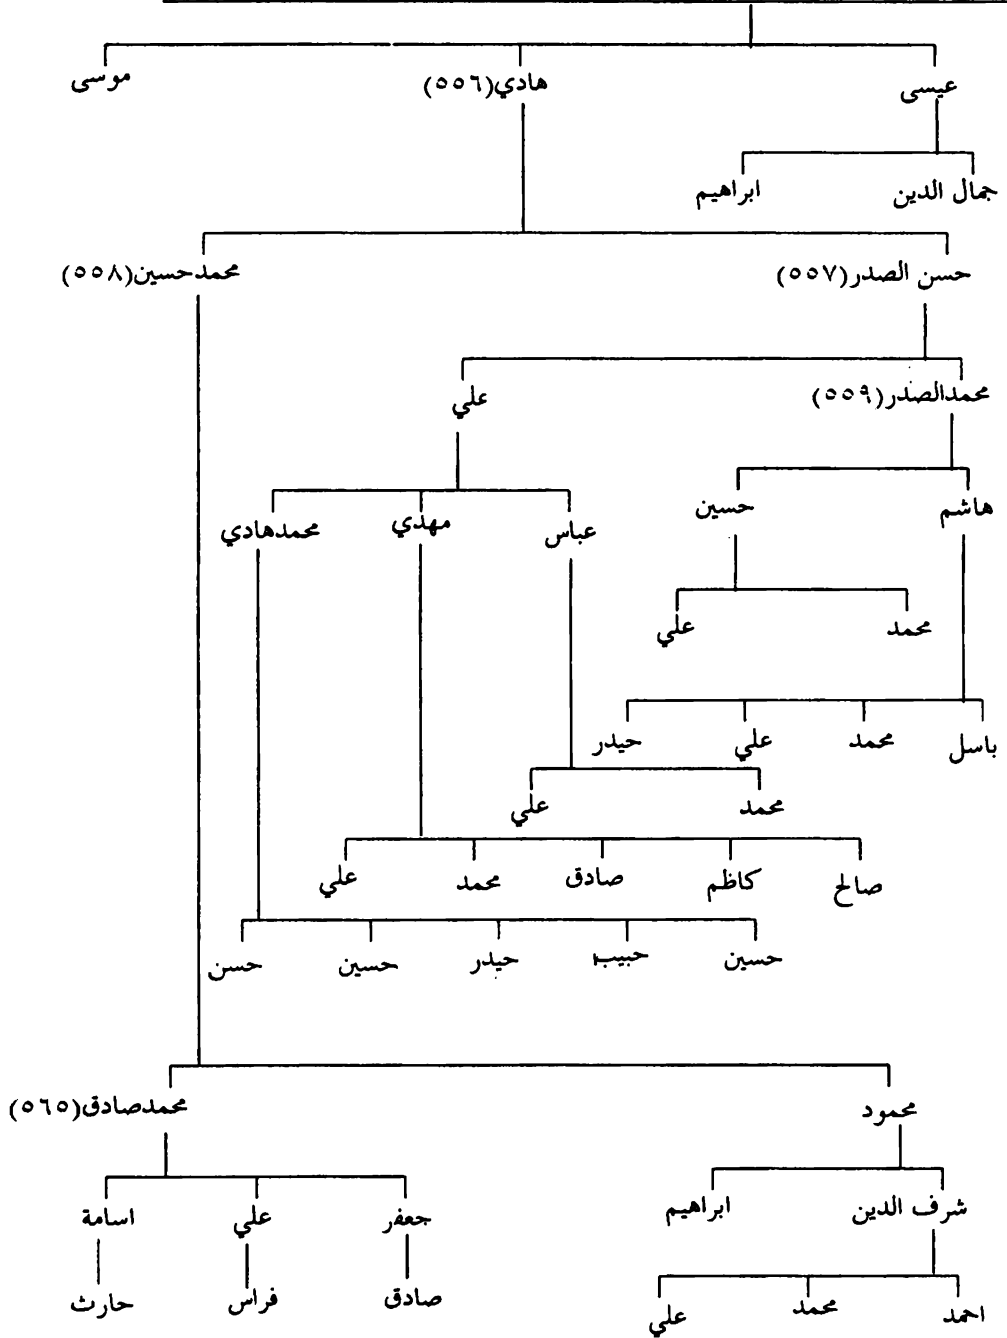 عيسى هادي(٥٥٦) موسى
جمال الدين ابراهيم
حسن الصدر(٥٥٧) محمدحسين(٥٥٨)
محمدالصدر(٥٥٩) علي
هاشم حسين عباس مهدي محمدهادي
محمد علي
باسل محمد علي حيدر
محمد علي
صالح كاظم صادق محمد علي
حسين حبيب حيدر حسين حسن
محمود محمدصادق(٥٦٥)
شرف الدين ابراهيم جعفر علي اسامة
احمد محمد علي صادق فراس حارث